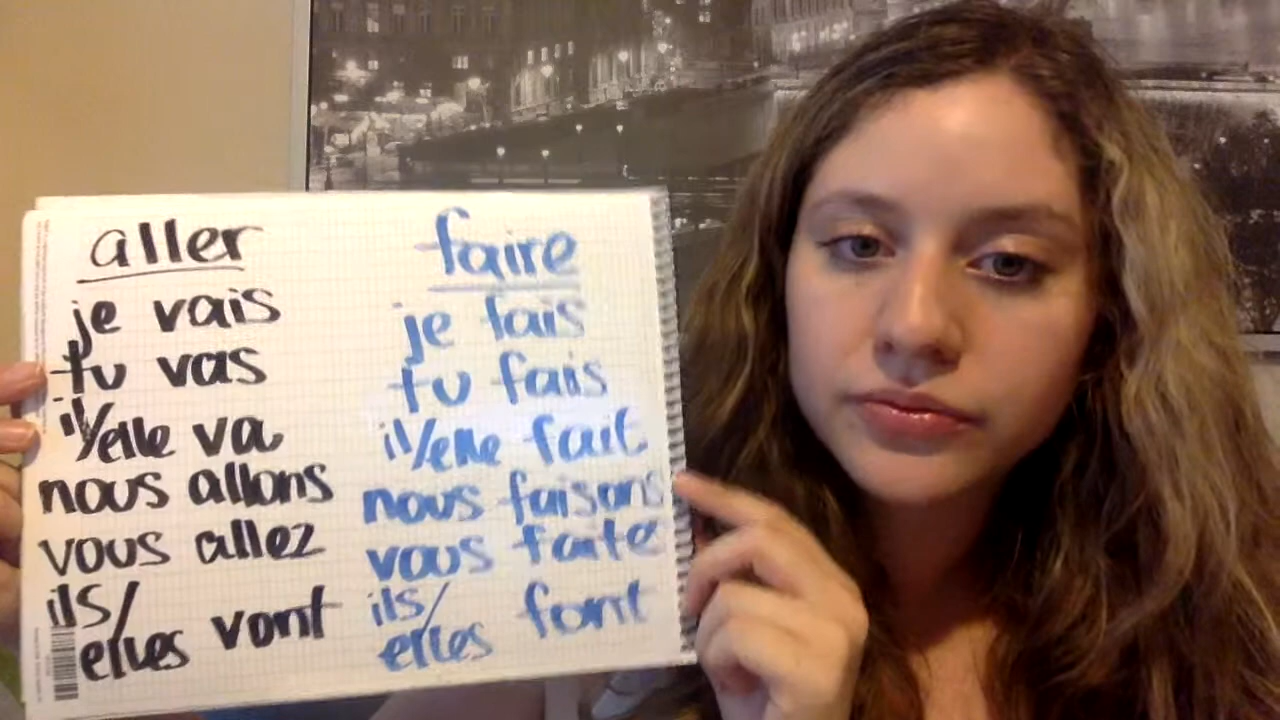 aller
je vais
tu vas
il/elle va
nous allons
vous allez
ils/
elles vont
faire
je fais
tu fais
il/elle fait
nous faisons
vous faite
ils/
elles font